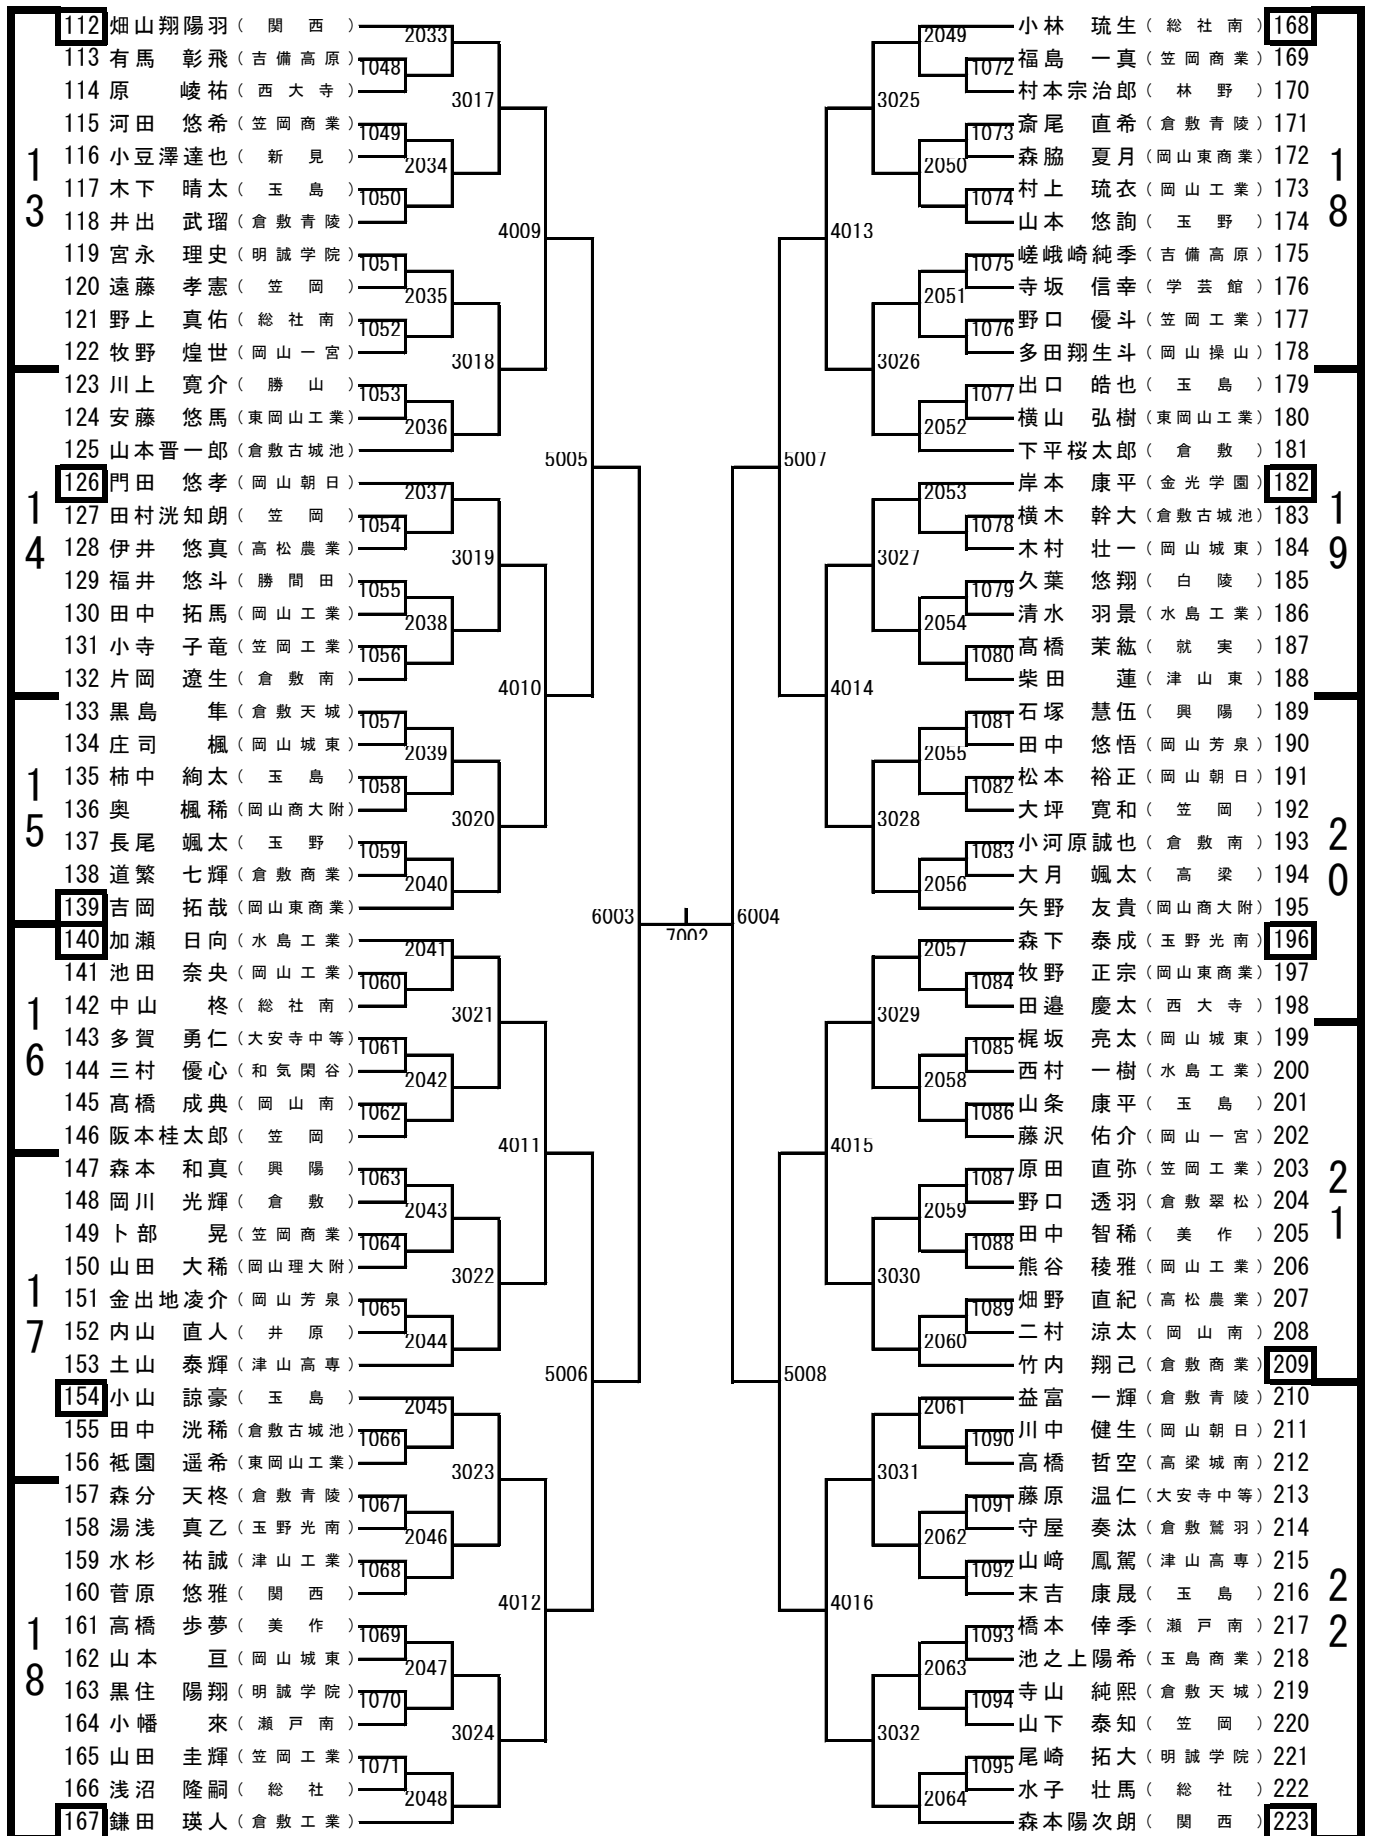 112 畑山翔陽羽 (関西)
113 有馬 彰飛 (吉備高原)
114 原 崚祐 (西大寺)
115 河田 悠希 (笠岡商業)
116 小豆澤達也 (新見)
117 木下 晴太 (玉島)
118 井出 武瑠 (倉敷青陵)
119 宮永 理史 (明誠学院)
120 遠藤 孝憲 (笠岡)
121 野上 真佑 (総社南)
122 牧野 煌世 (岡山一宮)
123 川上 寛介 (勝山)
124 安藤 悠馬 (東岡山工業)
125 山本晋一郎 (倉敷古城池)
126 門田 悠孝 (岡山朝日)
127 田村洸知朗 (笠岡)
128 伊井 悠真 (高松農業)
129 福井 悠斗 (勝間田)
130 田中 拓馬 (岡山工業)
131 小寺 子竜 (笠岡工業)
132 片岡 遼生 (倉敷南)
133 黒島 隼 (倉敷天城)
134 庄司 楓 (岡山城東)
135 柿中 絢太 (玉島)
136 奥 楓稀 (岡山商大附)
137 長尾 颯太 (玉野)
138 道繁 七輝 (倉敷商業)
139 吉岡 拓哉 (岡山東商業)
140 加瀬 日向 (水島工業)
141 池田 奈央 (岡山工業)
142 中山 柊 (総社南)
143 多賀 勇仁 (大安寺中等)
144 三村 優心 (和気閑谷)
145 髙橋 成典 (岡山南)
146 阪本桂太郎 (笠岡)
147 森本 和真 (興陽)
148 岡川 光輝 (倉敷)
149 卜部 晃 (笠岡商業)
150 山田 大稀 (岡山理大附)
151 金出地凌介 (岡山芳泉)
152 内山 直人 (井原)
153 土山 泰輝 (津山高専)
154 小山 諒豪 (玉島)
155 田中 洸稀 (倉敷古城池)
156 祗園 遥希 (東岡山工業)
157 森分 天柊 (倉敷青陵)
158 湯浅 真乙 (玉野光南)
159 水杉 祐誠 (津山工業)
160 菅原 悠雅 (関西)
161 高橋 歩夢 (美作)
162 山本 亘 (岡山城東)
163 黒住 陽翔 (明誠学院)
164 小幡 來 (瀬戸南)
165 山田 圭輝 (笠岡工業)
166 浅沼 隆嗣 (総社)
167 鎌田 瑛人 (倉敷工業)
13
14
15
16
17
18
1048
1049
1050
1051
1052
1053
1054
1055
1056
1057
1058
1059
1060
1061
1062
1063
1064
1065
1066
1067
1068
1069
1070
1071
2033
2034
2035
2036
2037
2038
2039
2040
2041
2042
2043
2044
2045
2046
2047
2048
3017
3018
3019
3020
3021
3022
3023
3024
4009
4010
4011
4012
5005
5006
6003
7002
6004
5007
5008
4013
4014
4015
4016
3025
3026
3027
3028
3029
3030
3031
3032
2049
2050
2051
2052
2053
2054
2055
2056
2057
2058
2059
2060
2061
2062
2063
2064
1072
1073
1074
1075
1076
1077
1078
1079
1080
1081
1082
1083
1084
1085
1086
1087
1088
1089
1090
1091
1092
1093
1094
1095
小林 琉生 (総社南) 168
福島 一真 (笠岡商業) 169
村本宗治郎 (林野) 170
斎尾 直希 (倉敷青陵) 171
森脇 夏月 (岡山東商業) 172
村上 琉衣 (岡山工業) 173
山本 悠詢 (玉野) 174
嵯峨崎純季 (吉備高原) 175
寺坂 信幸 (学芸館) 176
野口 優斗 (笠岡工業) 177
多田翔生斗 (岡山操山) 178
出口 皓也 (玉島) 179
横山 弘樹 (東岡山工業) 180
下平桜太郎 (倉敷) 181
岸本 康平 (金光学園) 182
横木 幹大 (倉敷古城池) 183
木村 壮一 (岡山城東) 184
久葉 悠翔 (白陵) 185
清水 羽景 (水島工業) 186
髙橋 茉紘 (就実) 187
柴田 蓮 (津山東) 188
石塚 慧伍 (興陽) 189
田中 悠悟 (岡山芳泉) 190
松本 裕正 (岡山朝日) 191
大坪 寛和 (笠岡) 192
小河原誠也 (倉敷南) 193
大月 颯太 (高梁) 194
矢野 友貴 (岡山商大附) 195
森下 泰成 (玉野光南) 196
牧野 正宗 (岡山東商業) 197
田邉 慶太 (西大寺) 198
梶坂 亮太 (岡山城東) 199
西村 一樹 (水島工業) 200
山条 康平 (玉島) 201
藤沢 佑介 (岡山一宮) 202
原田 直弥 (笠岡工業) 203
野口 透羽 (倉敷翠松) 204
田中 智稀 (美作) 205
熊谷 稜雅 (岡山工業) 206
畑野 直紀 (高松農業) 207
二村 涼太 (岡山南) 208
竹内 翔己 (倉敷商業) 209
益富 一輝 (倉敷青陵) 210
川中 健生 (岡山朝日) 211
高橋 哲空 (高梁城南) 212
藤原 温仁 (大安寺中等) 213
守屋 奏汰 (倉敷鷲羽) 214
山﨑 鳳駕 (津山高専) 215
末吉 康晟 (玉島) 216
橋本 倖季 (瀬戸南) 217
池之上陽希 (玉島商業) 218
寺山 純熙 (倉敷天城) 219
山下 泰知 (笠岡) 220
尾崎 拓大 (明誠学院) 221
水子 壮馬 (総社) 222
森本陽次朗 (関西) 223
18
19
20
21
22